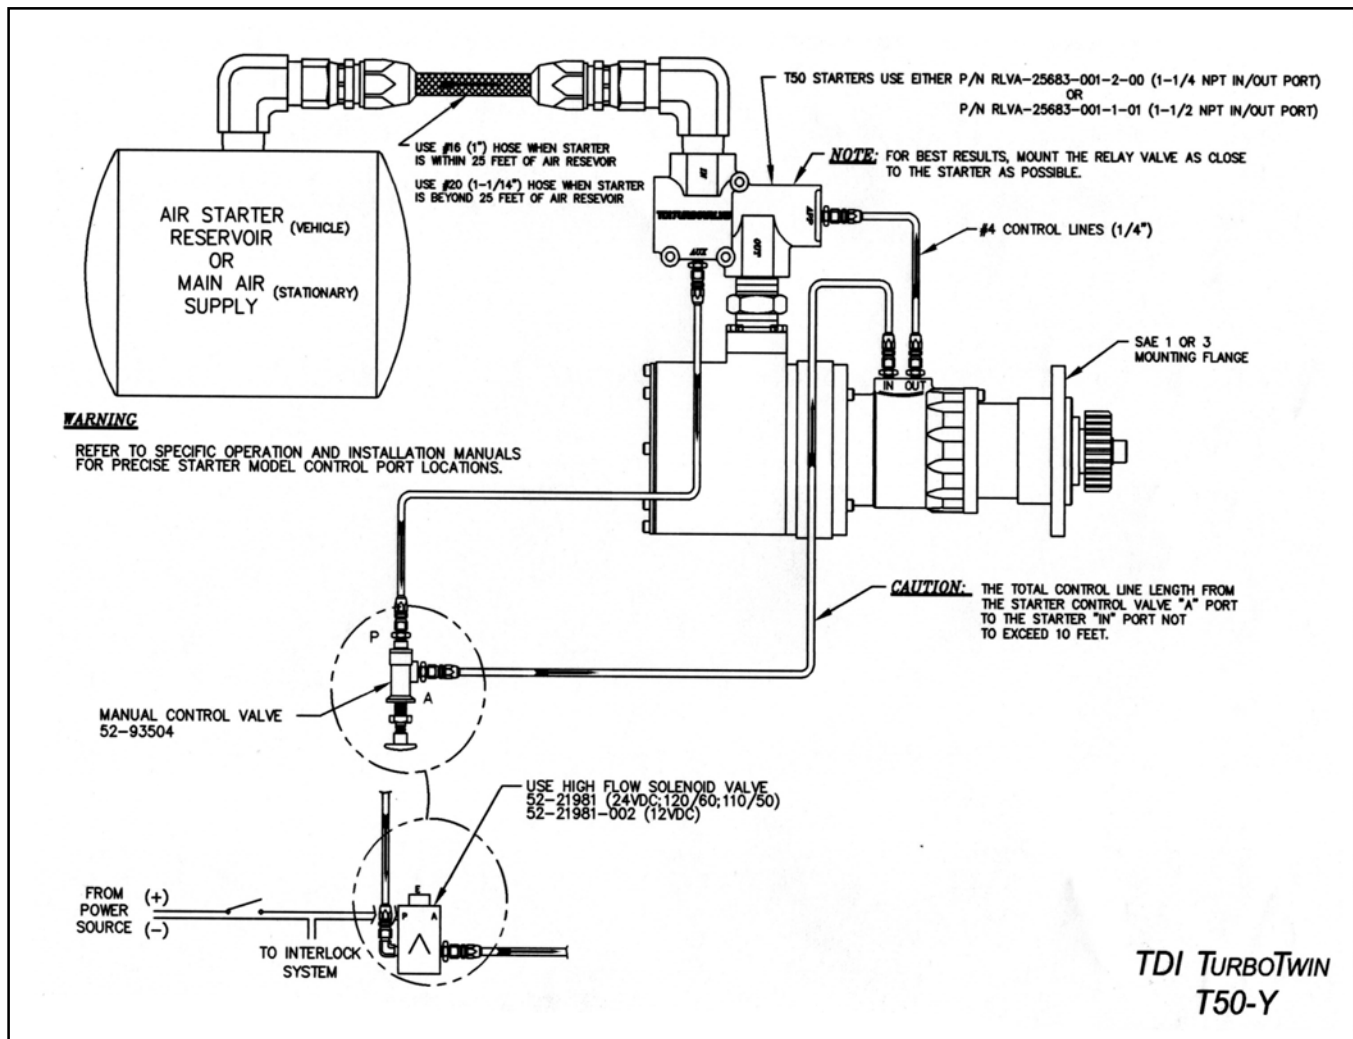 T50 STARTERS USE EITHER P/N RLVA-25683-001-2-00 (1-1/4 NPT IN/OUT PORT)
OR
P/N RLVA-25683-001-1-01 (1-1/2 NPT IN/OUT PORT)
USE #16 (1") HOSE WHEN STARTER
IS WITHIN 25 FEET OF AIR RESEVOIR
USE #20 (1-1/14") HOSE WHEN STARTER
IS BEYOND 25 FEET OF AIR RESEVOIR
NOTE: FOR BEST RESULTS, MOUNT THE RELAY VALVE AS CLOSE
TO THE STARTER AS POSSIBLE.
IN
AUX
OUT
#4 CONTROL LINES (1/4")
AIR STARTER
RESERVOIR (VEHICLE)
OR
MAIN AIR
SUPPLY (STATIONARY)
SAE 1 OR 3
MOUNTING FLANGE
IN OUT
WARNING
REFER TO SPECIFIC OPERATION AND INSTALLATION MANUALS
FOR PRECISE STARTER MODEL CONTROL PORT LOCATIONS.
CAUTION: THE TOTAL CONTROL LINE LENGTH FROM
THE STARTER CONTROL VALVE "A" PORT
TO THE STARTER "IN" PORT NOT
TO EXCEED 10 FEET.
P
A
MANUAL CONTROL VALVE
52-93504
USE HIGH FLOW SOLENOID VALVE
52-21981 (24VDC;120/60;110/50)
52-21981-002 (12VDC)
E
P A
FROM
POWER
SOURCE
(+)
(-)
TO INTERLOCK
SYSTEM
TDI TURBOTWIN
T50-Y